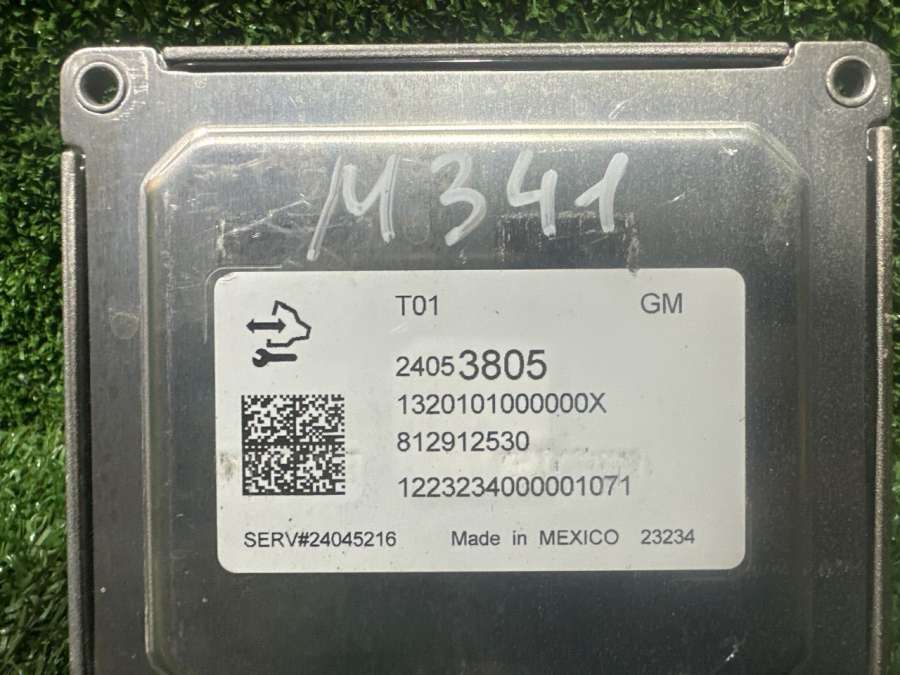 M341
T01 GM
24053805
1320101000000X
812912530
1223234000001071
SERV#24045216 Made in MEXICO 23234